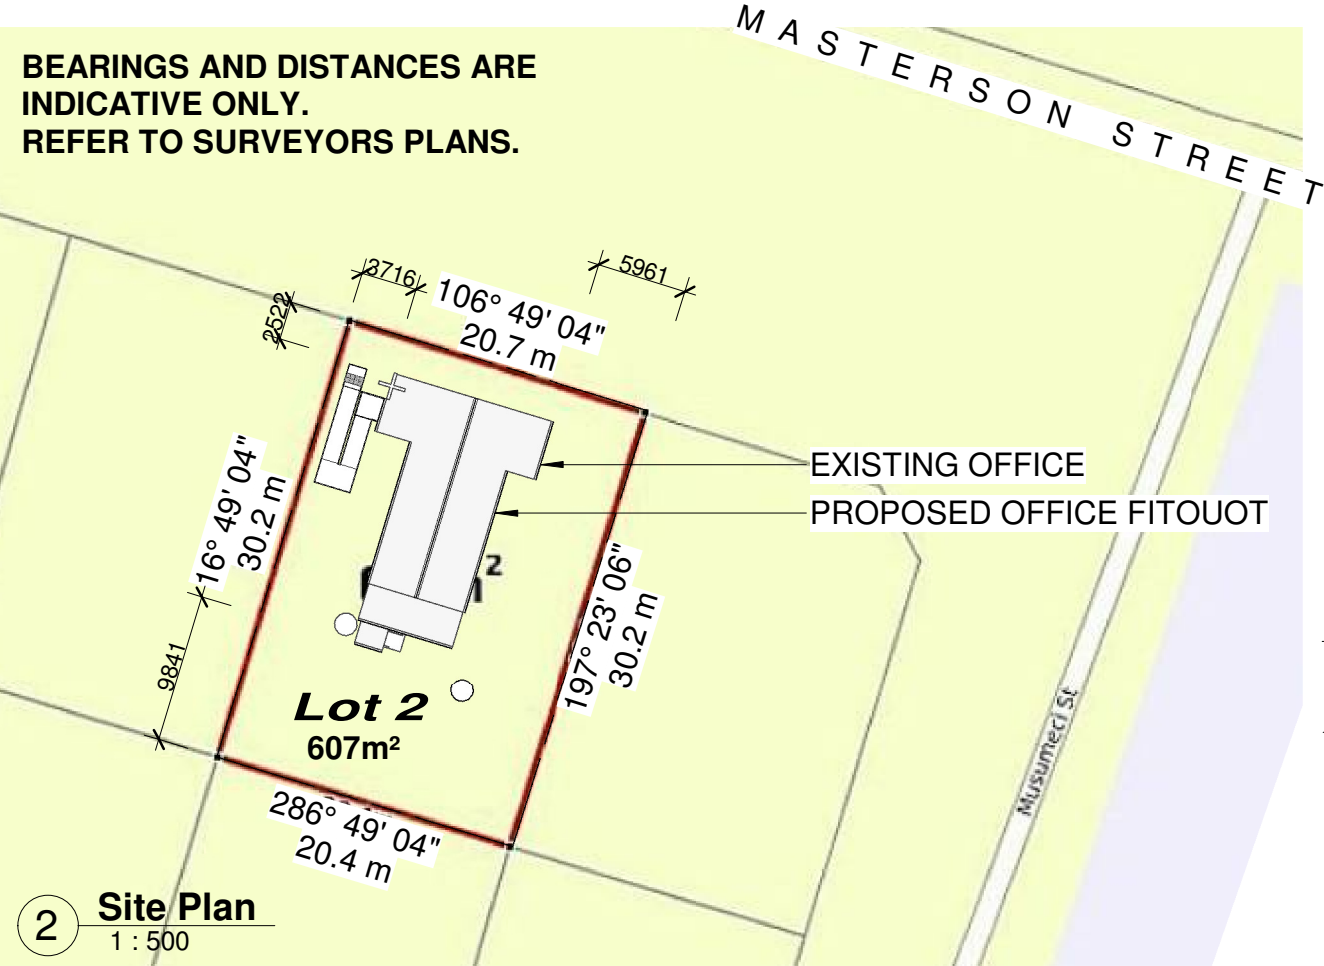 BEARINGS AND DISTANCES ARE
INDICATIVE ONLY.
REFER TO SURVEYORS PLANS.
MASTERSON STREET
3716
5961
2522
106° 49' 04"
20.7 m
EXISTING OFFICE
PROPOSED OFFICE FITOUOT
16° 49' 04"
30.2 m
197° 23' 06"
30.2 m
9841
Lot 2
607m²
Musumeci St
286° 49' 04"
20.4 m
2
Site Plan
1 : 500